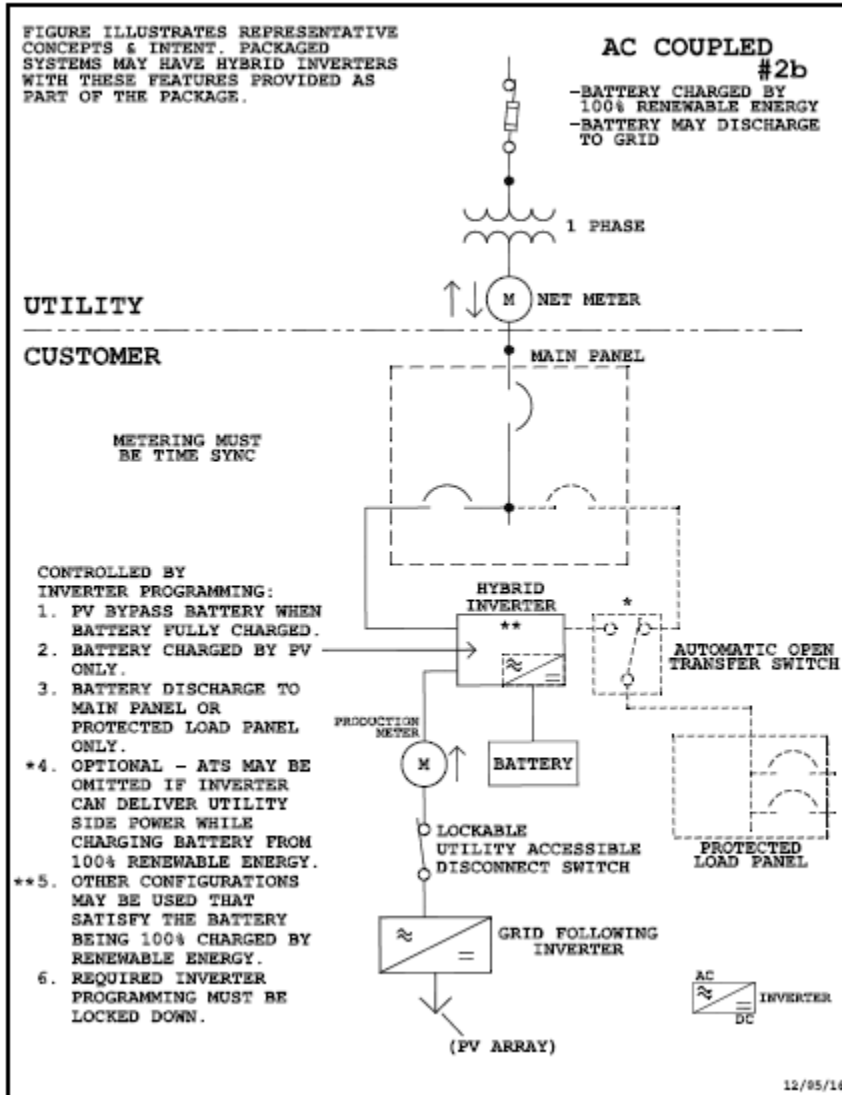 FIGURE ILLUSTRATES REPRESENTATIVE
CONCEPTS & INTENT. PACKAGED
SYSTEMS MAY HAVE HYBRID INVERTERS
WITH THESE FEATURES PROVIDED AS
PART OF THE PACKAGE.
AC COUPLED
#2b
-BATTERY CHARGED BY
100% RENEWABLE ENERGY
-BATTERY MAY DISCHARGE
TO GRID
1 PHASE
M
NET METER
UTILITY
CUSTOMER
MAIN PANEL
METERING MUST
BE TIME SYNC
CONTROLLED BY
INVERTER PROGRAMMING:
1. PV BYPASS BATTERY WHEN
BATTERY FULLY CHARGED.
2. BATTERY CHARGED BY PV
ONLY.
3. BATTERY DISCHARGE TO
MAIN PANEL OR
PROTECTED LOAD PANEL
ONLY.
*4. OPTIONAL - ATS MAY BE
OMITTED IF INVERTER
CAN DELIVER UTILITY
SIDE POWER WHILE
CHARGING BATTERY FROM
100% RENEWABLE ENERGY.
**5. OTHER CONFIGURATIONS
MAY BE USED THAT
SATISFY THE BATTERY
BEING 100% CHARGED BY
RENEWABLE ENERGY.
6. REQUIRED INVERTER
PROGRAMMING MUST BE
LOCKED DOWN.
HYBRID
INVERTER
**
*
AUTOMATIC OPEN
TRANSFER SWITCH
PRODUCTION
METER
M
BATTERY
LOCKABLE
UTILITY ACCESSIBLE
DISCONNECT SWITCH
PROTECTED
LOAD PANEL
GRID FOLLOWING
INVERTER
(PV ARRAY)
AC
INVERTER
DC
12/05/16